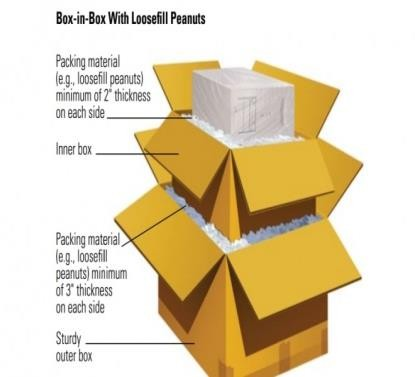 Box-in-Box With Loosefill Peanuts
Packing material
(e.g., loosefill peanuts)
minimum of 2" thickness
on each side
Inner box
Packing material
(e.g., loosefill
peanuts) minimum
of 3" thickness
on each side
Sturdy
outer box